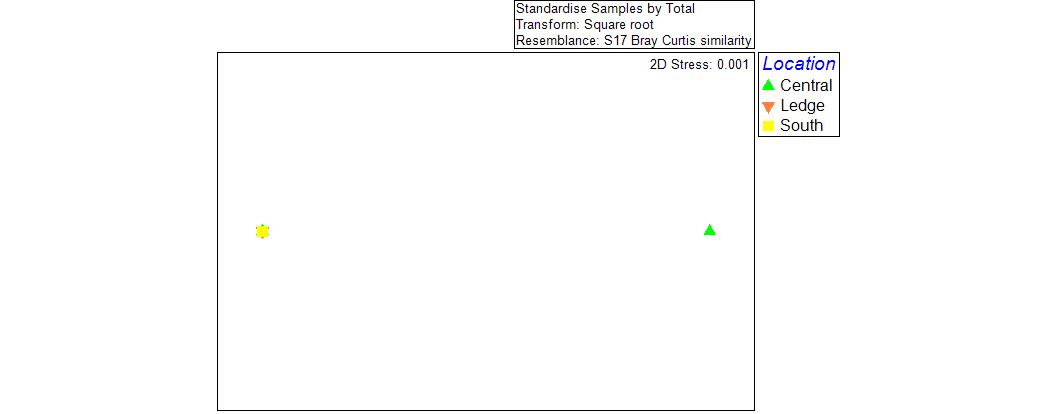 Standardise Samples by Total
Transform: Square root
Resemblance: S17 Bray Curtis similarity
2D Stress: 0.001
Location
Central
Ledge
South